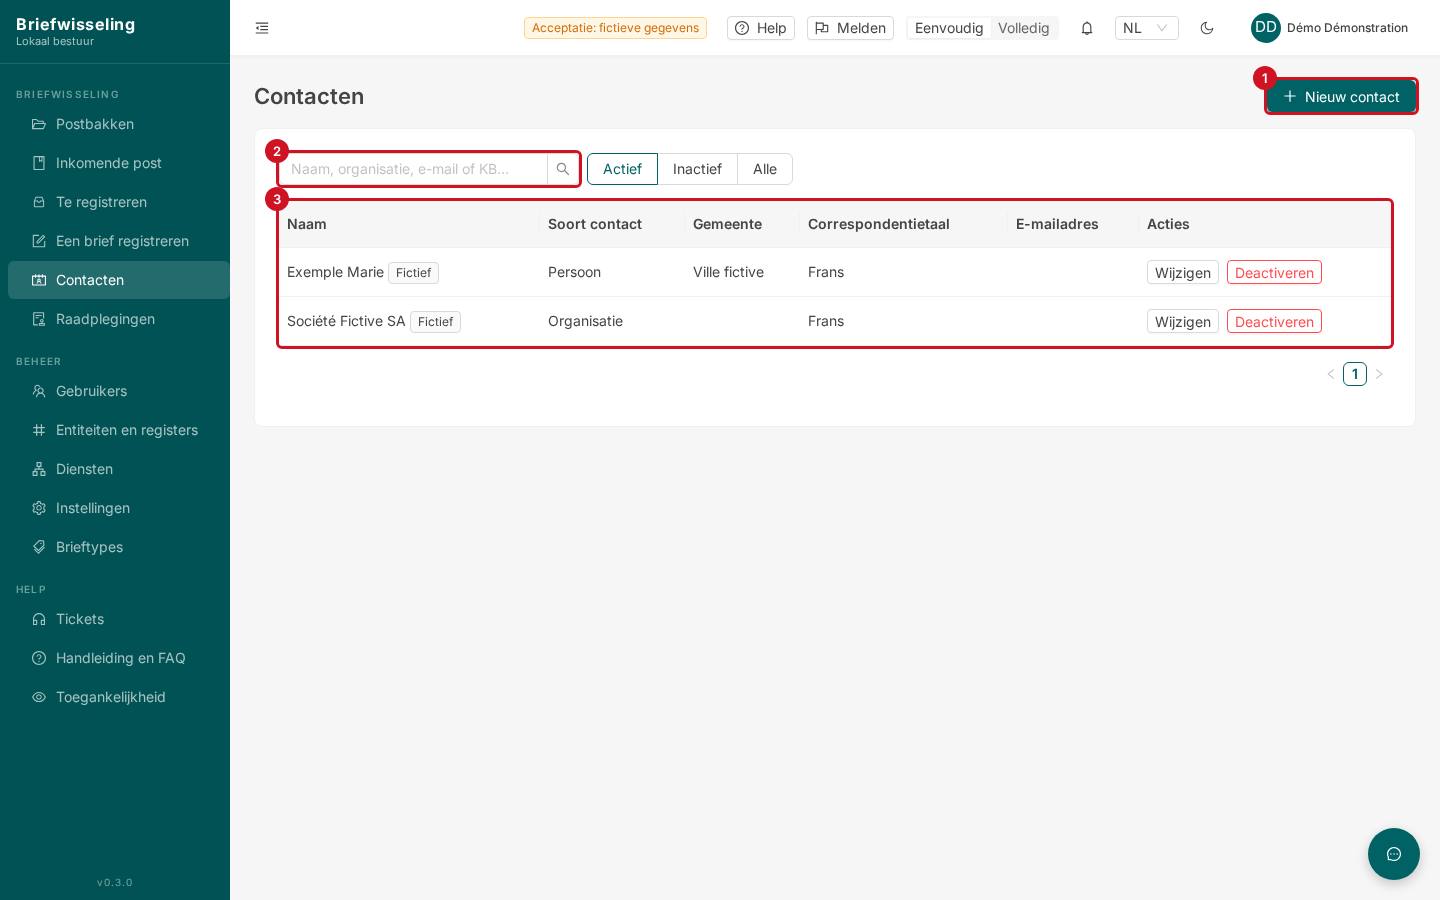 Briefwisseling
Lokaal bestuur
BRIEFWISSELING
Postbakken
Inkomende post
Te registreren
Een brief registreren
Contacten
Raadplegingen
BEHEER
Gebruikers
Entiteiten en registers
Diensten
Instellingen
Brieftypes
HELP
Tickets
Handleiding en FAQ
Toegankelijkheid
v0.3.0
Acceptatie: fictieve gegevens Help Melden Eenvoudig Volledig NL DD Démo Démonstration
Contacten
1 Nieuw contact
2 Naam, organisatie, e-mail of KB... Actief Inactief Alle
3
Naam Soort contact Gemeente Correspondentietaal E-mailadres Acties
Exemple Marie Fictief Persoon Ville fictive Frans Wijzigen Deactiveren
Société Fictive SA Fictief Organisatie Frans Wijzigen Deactiveren
1